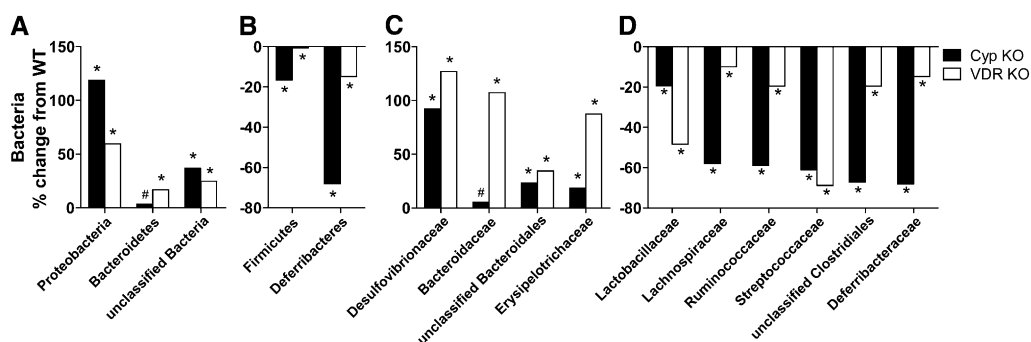 A
B
C
D
Bacteria
% change from WT
150
100
50
0
*
*
#
*
*
*
Proteobacteria
Bacteroidetes
unclassified Bacteria
0
-20
-40
-60
-80
*
*
*
*
Firmicutes
Deferribacteres
150
100
50
0
*
*
#
*
*
*
*
*
Desulfovibrionaceae
Bacteroidaceae
unclassified Bacteroidales
Erysipelotrichaceae
0
-20
-40
-60
-80
*
*
*
*
*
*
*
*
*
*
*
*
Lactobacillaceae
Lachnospiraceae
Ruminococcaceae
Streptococcaceae
unclassified Clostridiales
Deferribacteraceae
Cyp KO
VDR KO